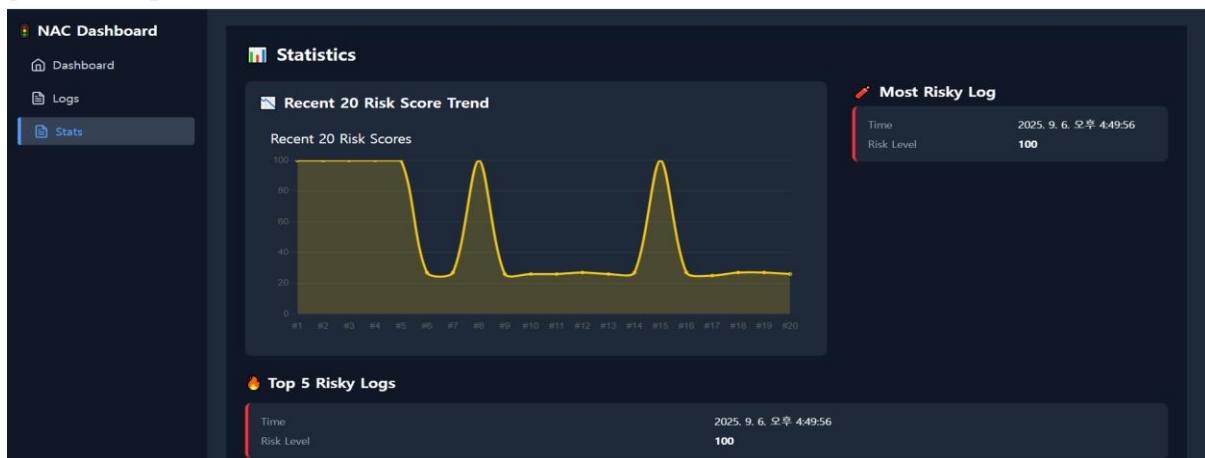 NAC Dashboard
Dashboard
Logs
Stats
Statistics
Recent 20 Risk Score Trend
Recent 20 Risk Scores
100
80
60
40
20
0
#1 #2 #3 #4 #5 #6 #7 #8 #9 #10 #11 #12 #13 #14 #15 #16 #17 #18 #19 #20
Most Risky Log
Time 2025. 9. 6. 오후 4:49:56
Risk Level 100
Top 5 Risky Logs
Time 2025. 9. 6. 오후 4:49:56
Risk Level 100